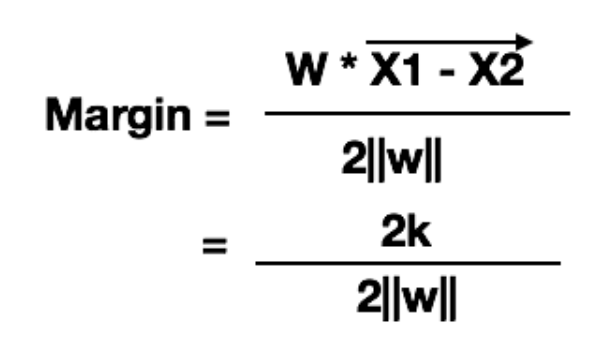 W * X1 - X2
Margin =
2||w||
2k
=
2||w||